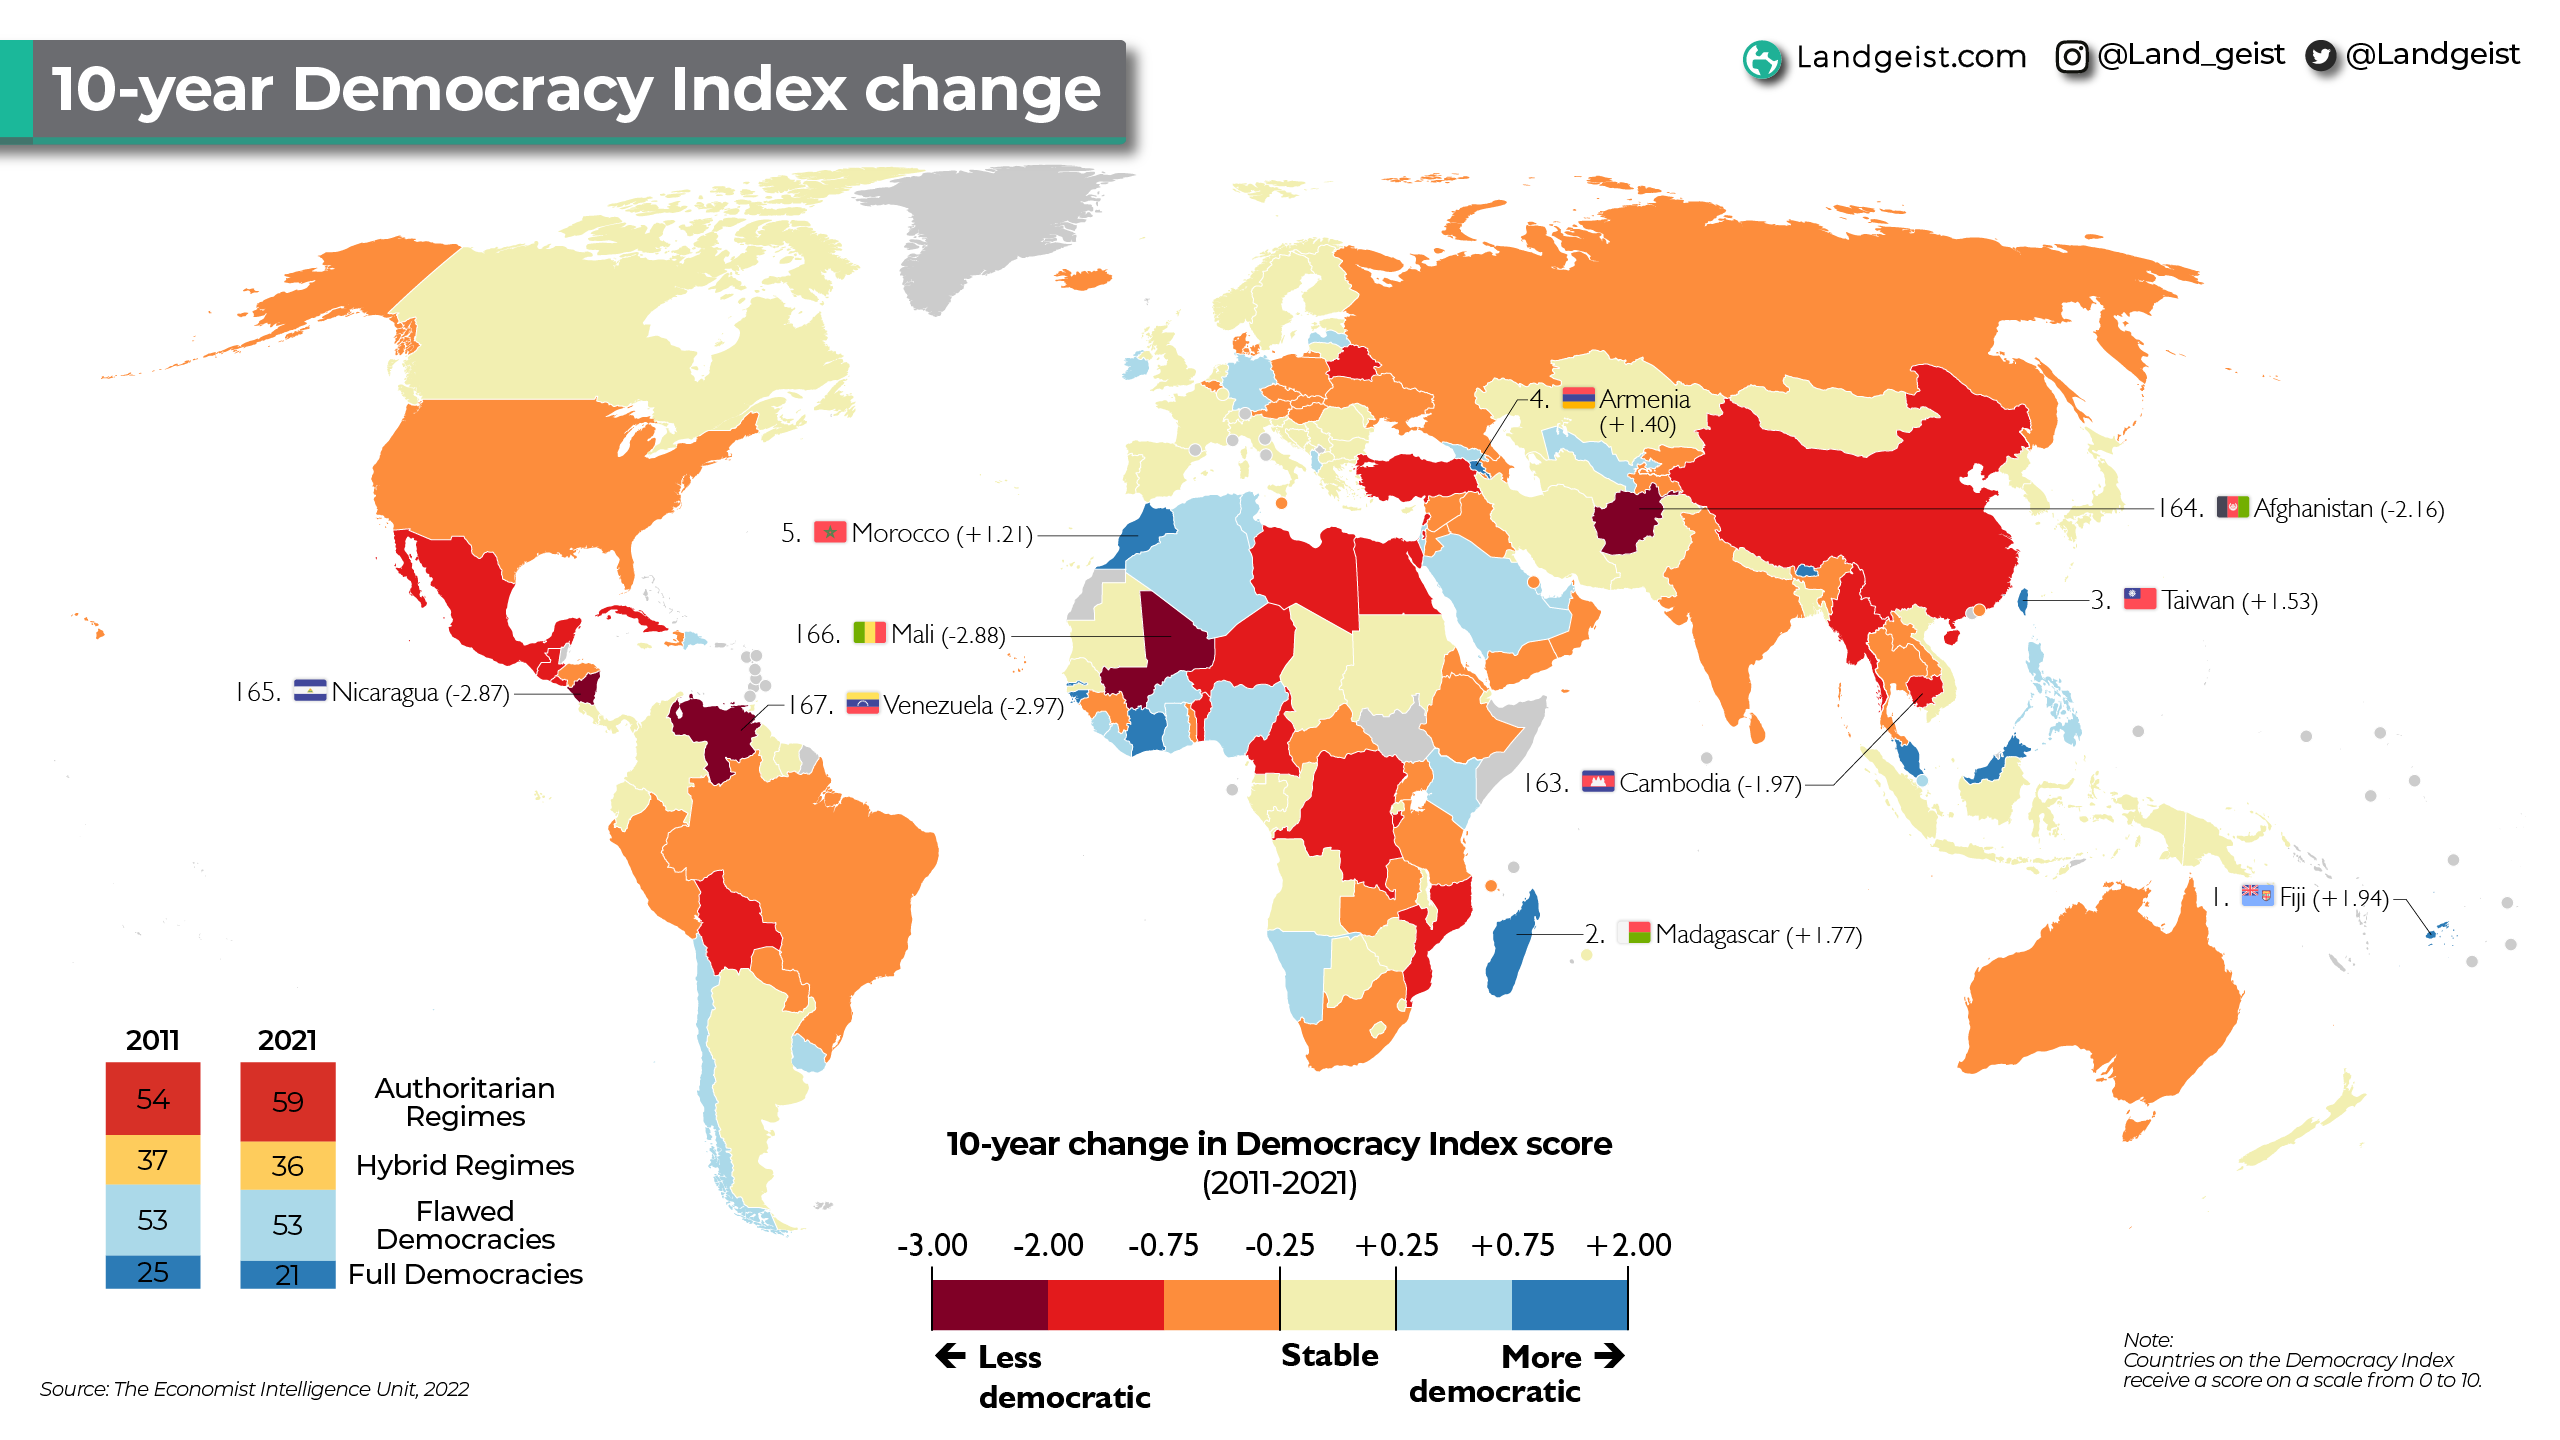 10-year Democracy Index change
Landgeist.com
@Land_geist
@Landgeist
4. Armenia
(+1.40)
5. Morocco (+1.21)
164. Afghanistan (-2.16)
3. Taiwan (+1.53)
166. Mali (-2.88)
165. Nicaragua (-2.87)
167. Venezuela (-2.97)
163. Cambodia (-1.97)
1. Fiji (+1.94)
2. Madagascar (+1.77)
2011 2021
54 59 Authoritarian
Regimes
37 36 Hybrid Regimes
53 53 Flawed
Democracies
25 21 Full Democracies
10-year change in Democracy Index score
(2011-2021)
-3.00 -2.00 -0.75 -0.25 +0.25 +0.75 +2.00
← Less
democratic
Stable
More →
democratic
Source: The Economist Intelligence Unit, 2022
Note:
Countries on the Democracy Index
receive a score on a scale from 0 to 10.